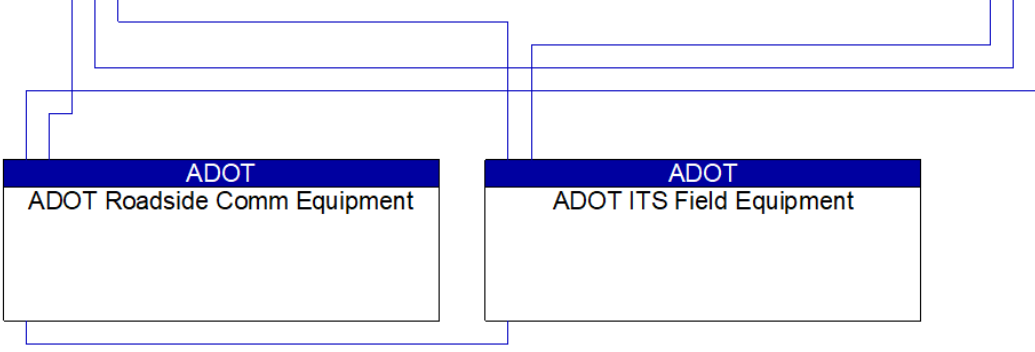 ADOT
ADOT Roadside Comm Equipment
ADOT
ADOT ITS Field Equipment